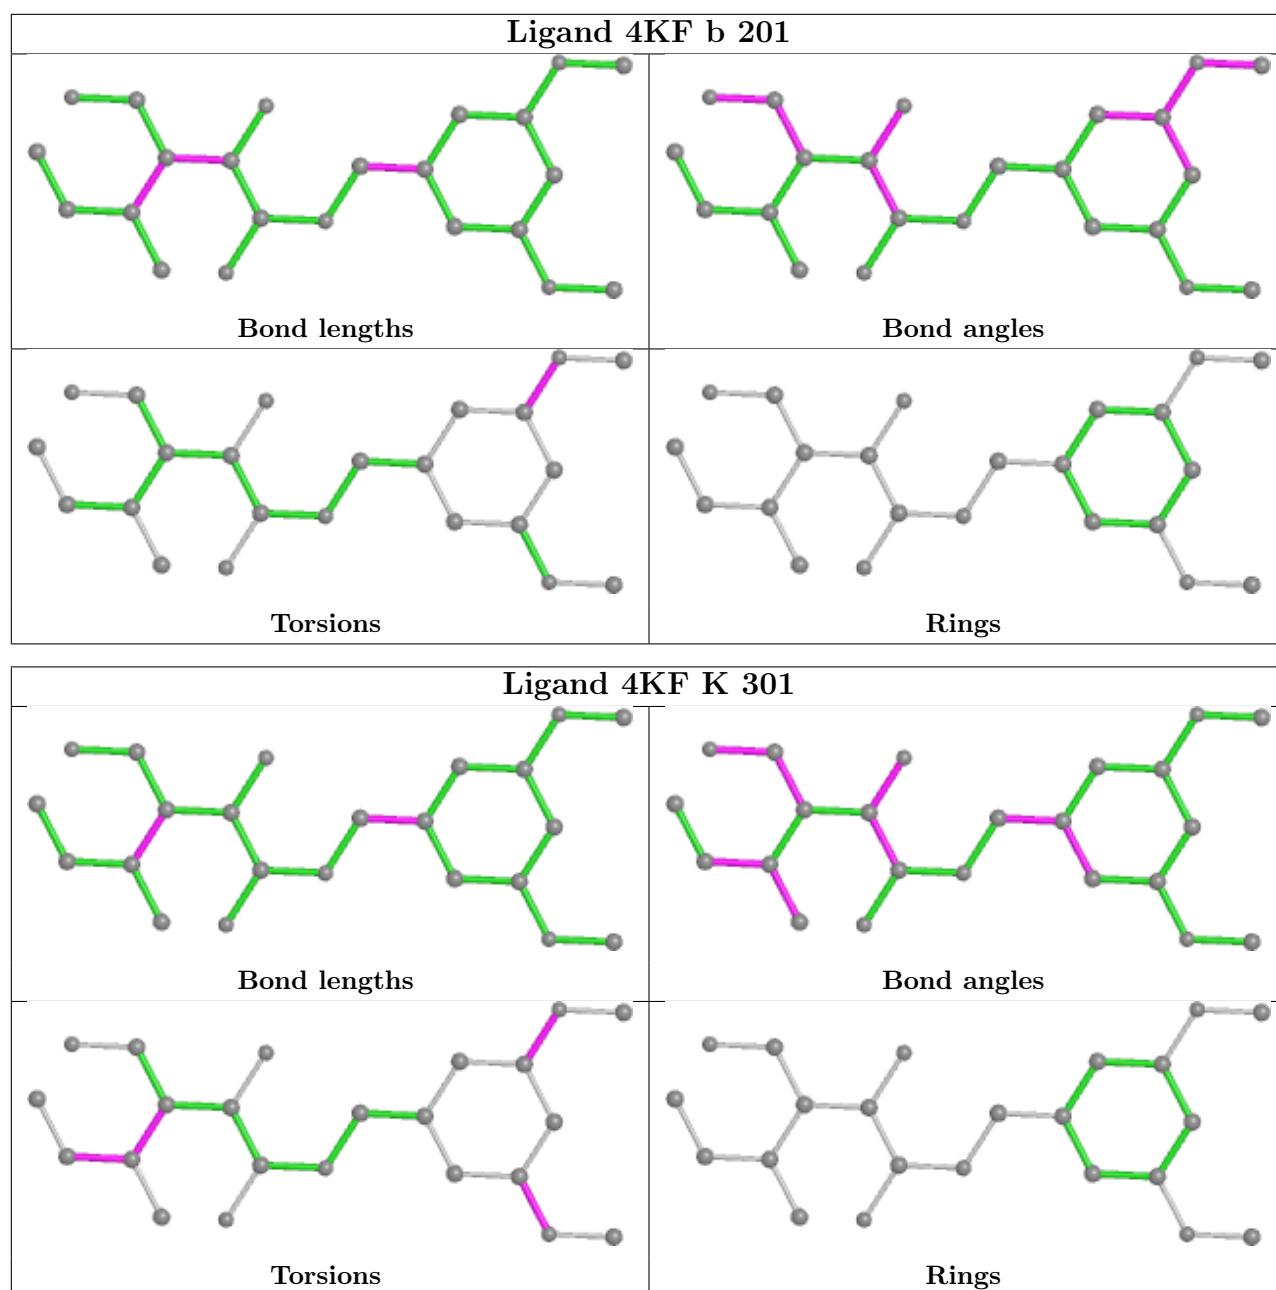 Ligand 4KF b 201
Bond lengths
Bond angles
Torsions
Rings
Ligand 4KF K 301
Bond lengths
Bond angles
Torsions
Rings